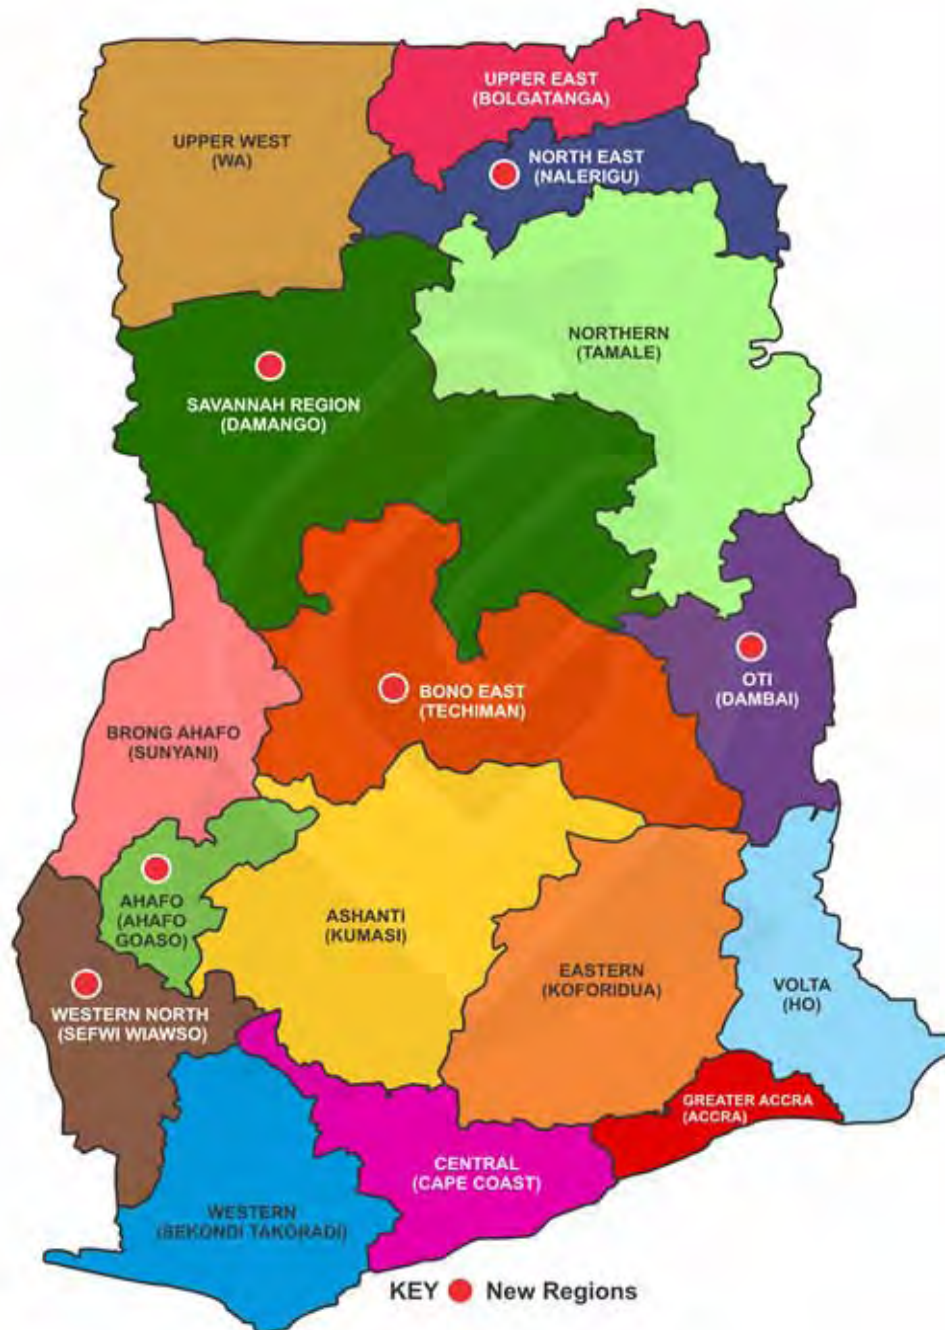 UPPER EAST
(BOLGATANGA)
UPPER WEST
(WA)
NORTH EAST
(NALERIGU)
NORTHERN
(TAMALE)
SAVANNAH REGION
(DAMANGO)
OTI
(DAMBAI)
BONO EAST
(TECHIMAN)
BRONG AHAFO
(SUNYANI)
AHAFO
(AHAFO
GOASO)
ASHANTI
(KUMASI)
EASTERN
(KOFORIDUA)
VOLTA
(HO)
WESTERN NORTH
(SEFWI WIAWSO)
GREATER ACCRA
(ACCRA)
CENTRAL
(CAPE COAST)
WESTERN
(SEKONDI TAKORADI)
KEY New Regions